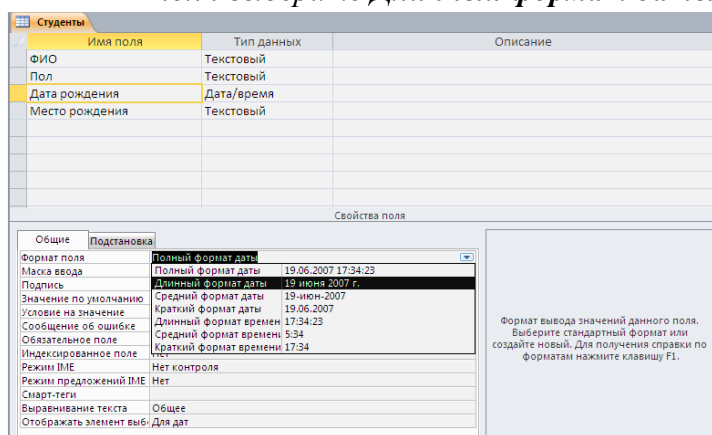 Студенты
Имя поля Тип данных Описание
ФИО Текстовый
Пол Текстовый
Дата рождения Дата/время
Место рождения Текстовый
Свойства поля
Общие Подстановка
Формат поля Полный формат даты
Маска ввода Полный формат даты 19.06.2007 17:34:23
Подпись Длинный формат даты 19 июня 2007 г.
Значение по умолчанию Средний формат даты 19-июн-2007
Условие на значение Краткий формат даты 19.06.2007
Сообщение об ошибке Длинный формат времен 17:34:23
Обязательное поле Средний формат времени 5:34
Индексированное поле Краткий формат времени 17:34
Режим IME Нет контроля
Режим предложений IME Нет
Смарт-теги
Выравнивание текста Общее
Отображать элемент выб Для дат
Формат вывода значений данного поля.
Выберите стандартный формат или
создайте новый. Для получения справки по
форматам нажмите клавишу F1.